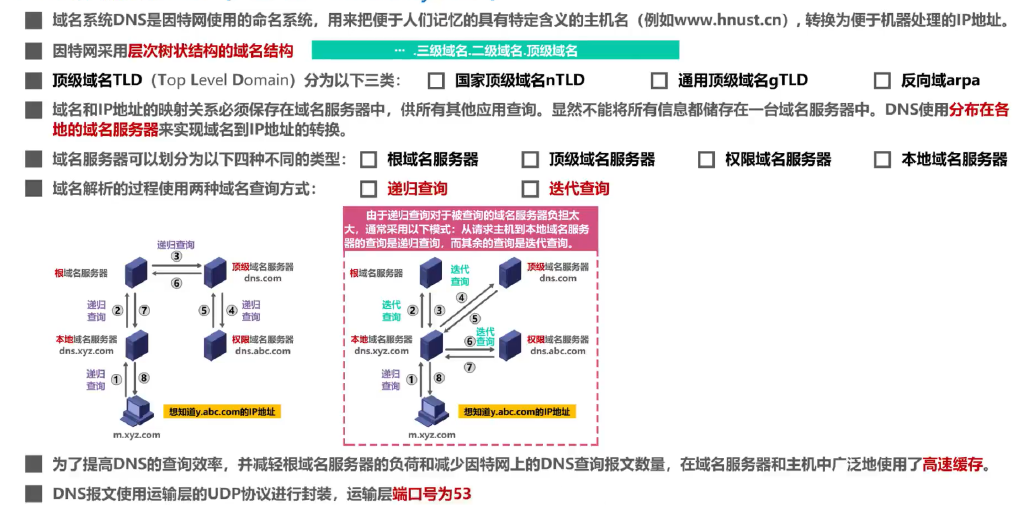 域名系统DNS是因特网使用的命名系统，用来把便于人们记忆的具有特定含义的主机名（例如www.hnust.cn），转换为便于机器处理的IP地址。
因特网采用层次树状结构的域名结构
… .三级域名.二级域名.顶级域名
顶级域名TLD（Top Level Domain）分为以下三类： 国家顶级域名nTLD 通用顶级域名gTLD 反向域arpa
域名和IP地址的映射关系必须保存在域名服务器中，供所有其他应用查询。显然不能将所有信息都储存在一台域名服务器中。DNS使用分布在各
地的域名服务器来实现域名到IP地址的转换。
域名服务器可以划分为以下四种不同的类型： 根域名服务器 顶级域名服务器 权限域名服务器 本地域名服务器
域名解析的过程使用两种域名查询方式： 递归查询 迭代查询
递归查询
③
⑥
根域名服务器
顶级域名服务器
dns.com
递归
查询
②
⑦
⑤
④
递归
查询
本地域名服务器
dns.xyz.com
权限域名服务器
dns.abc.com
递归
查询
①
⑧
想知道y.abc.com的IP地址
m.xyz.com
由于递归查询对于被查询的域名服务器负担太
大，通常采用以下模式：从请求主机到本地域名服务
器的查询是递归查询，而其余的查询是迭代查询。
根域名服务器
迭代
查询
顶级域名服务器
dns.com
迭代
查询
②
③
④
⑤
本地域名服务器
dns.xyz.com
迭代
查询
⑥
⑦
权限域名服务器
dns.abc.com
递归
查询
①
⑧
想知道y.abc.com的IP地址
m.xyz.com
为了提高DNS的查询效率，并减轻根域名服务器的负荷和减少因特网上的DNS查询报文数量，在域名服务器和主机中广泛地使用了高速缓存。
DNS报文使用运输层的UDP协议进行封装，运输层端口号为53